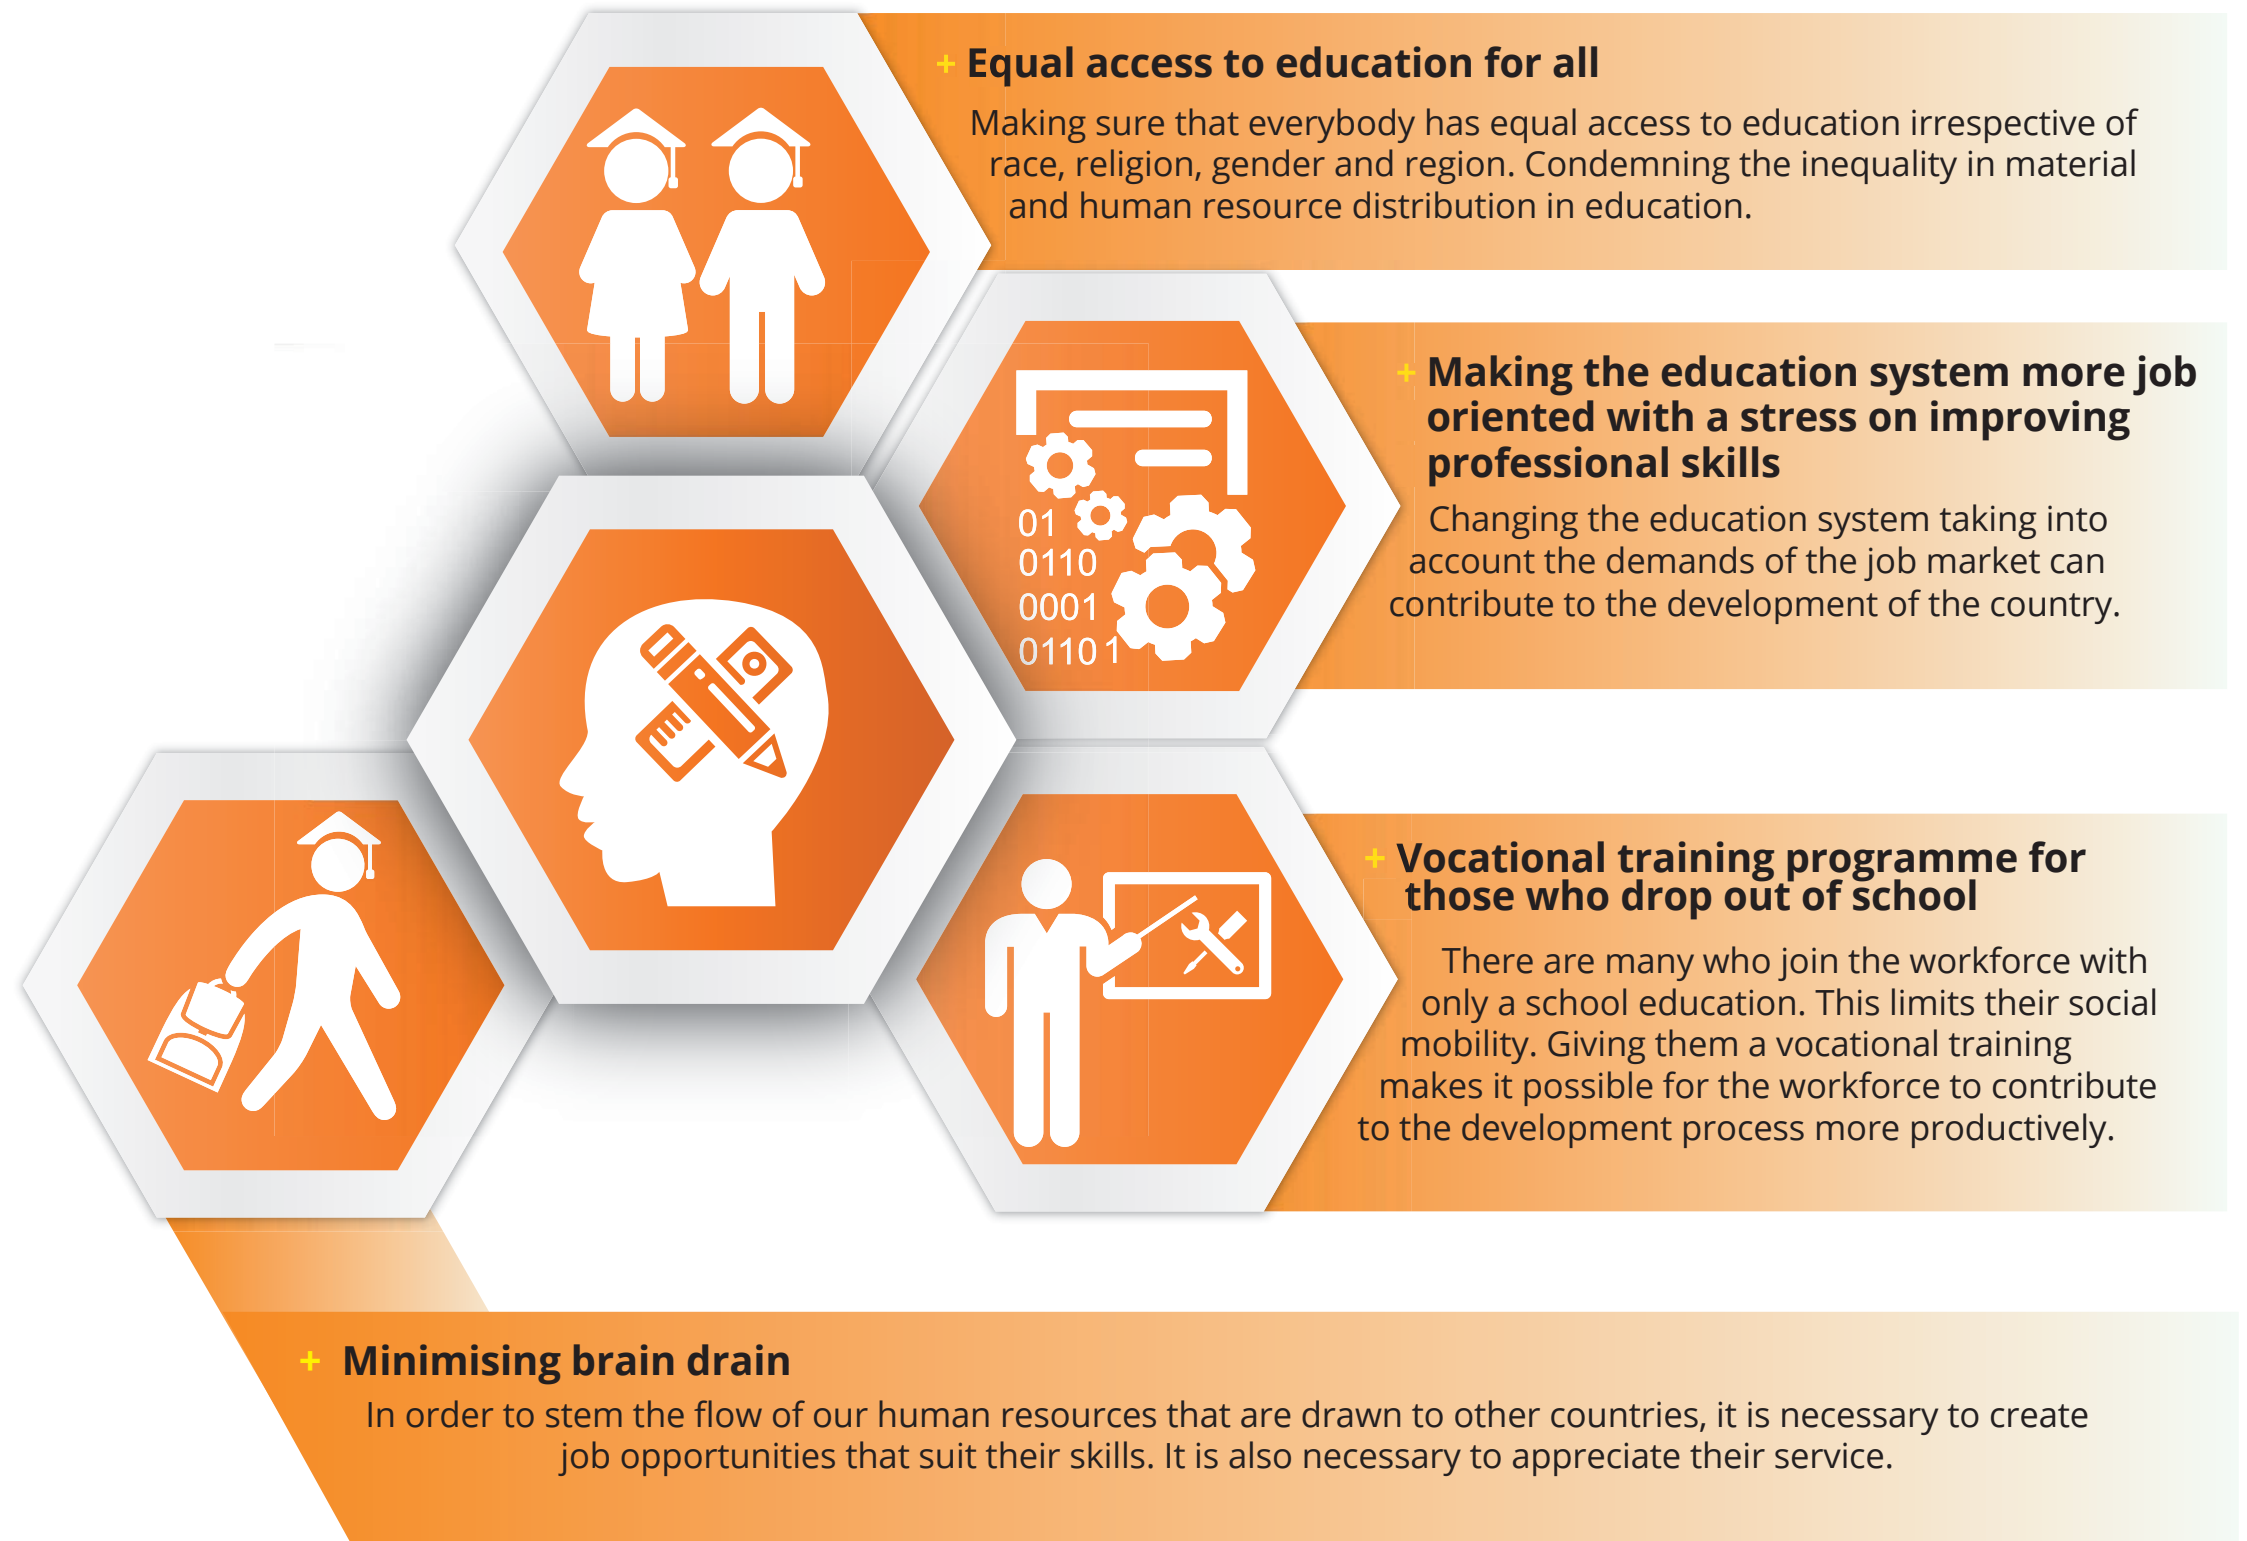 + Equal access to education for all
Making sure that everybody has equal access to education irrespective of
race, religion, gender and region. Condemning the inequality in material
and human resource distribution in education.
+ Making the education system more job
oriented with a stress on improving
professional skills
Changing the education system taking into
account the demands of the job market can
contribute to the development of the country.
01
0110
0001
0110 1
+ Vocational training programme for
those who drop out of school
There are many who join the workforce with
only a school education. This limits their social
mobility. Giving them a vocational training
makes it possible for the workforce to contribute
to the development process more productively.
+ Minimising brain drain
In order to stem the flow of our human resources that are drawn to other countries, it is necessary to create
job opportunities that suit their skills. It is also necessary to appreciate their service.